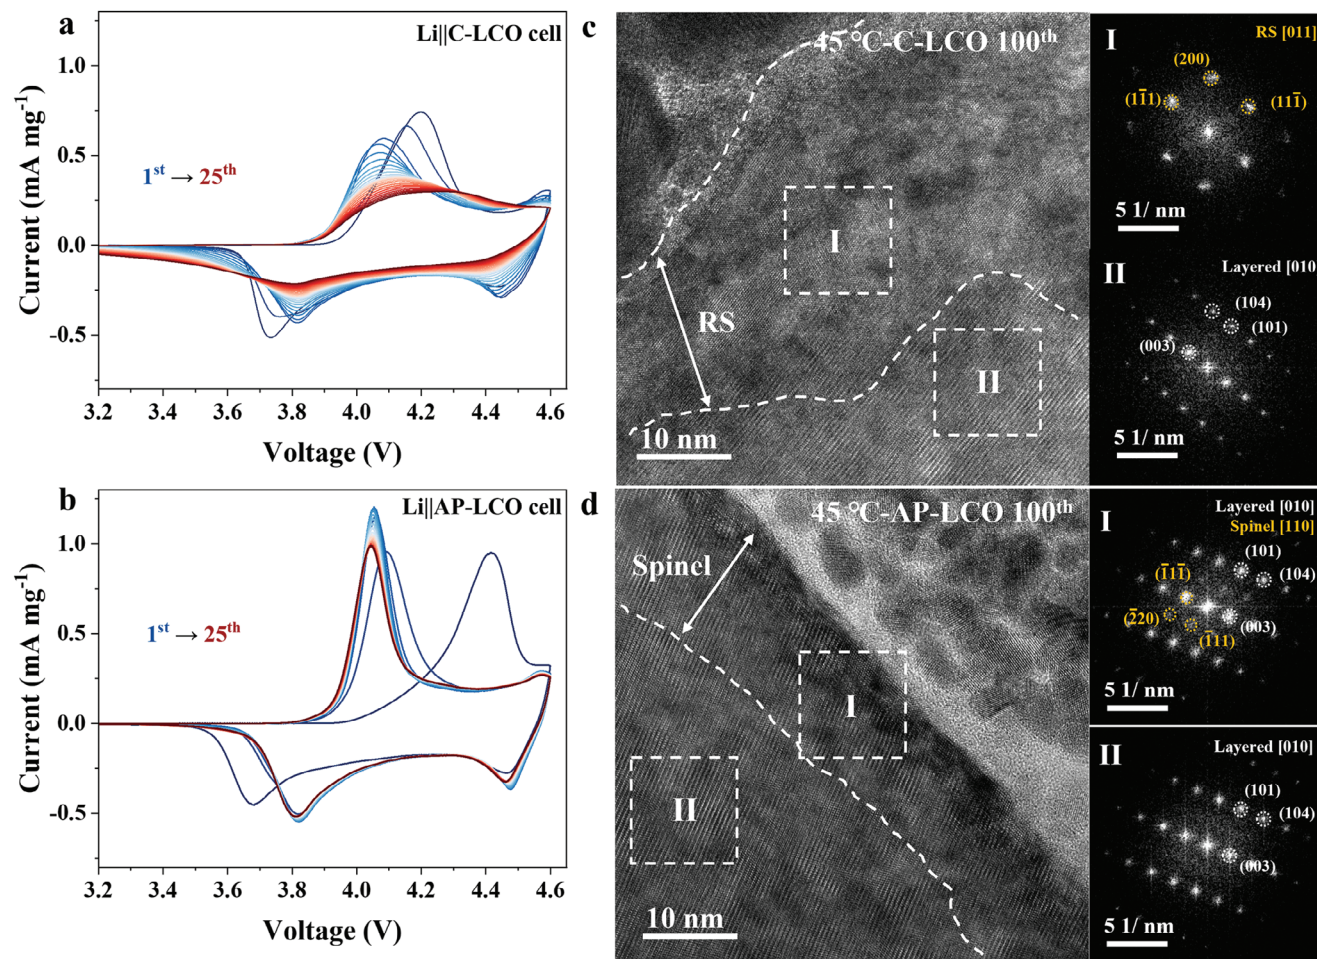 a
Li||C-LCO cell
1st → 25th
Current (mA mg-1)
1.0
0.5
0.0
-0.5
3.2 3.4 3.6 3.8 4.0 4.2 4.4 4.6
Voltage (V)
b
Li||AP-LCO cell
1st → 25th
Current (mA mg-1)
1.0
0.5
0.0
-0.5
3.2 3.4 3.6 3.8 4.0 4.2 4.4 4.6
Voltage (V)
c
45 °C-C-LCO 100th
I
RS
II
10 nm
I
RS [011]
(200)
(11̅1)
(111̅)
5 1/ nm
II
Layered [010]
(104)
(101)
(003)
5 1/ nm
d
45 °C-AP-LCO 100th
Spinel
I
II
10 nm
I
Layered [010]
Spinel [110]
(101)
(1̅11̅)
(104)
(2̅20)
(003)
(1̅11)
5 1/ nm
II
Layered [010]
(101)
(104)
(003)
5 1/ nm